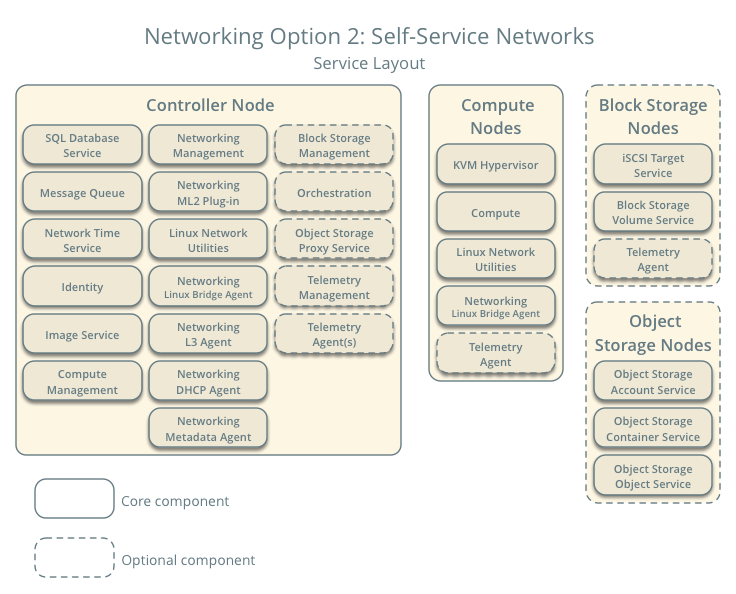 Networking Option 2: Self-Service Networks
Service Layout
Controller Node
SQL Database
Service
Message Queue
Network Time
Service
Identity
Image Service
Compute
Management
Networking
Management
Networking
ML2 Plug-in
Linux Network
Utilities
Networking
Linux Bridge Agent
Networking
L3 Agent
Networking
DHCP Agent
Networking
Metadata Agent
Block Storage
Management
Orchestration
Object Storage
Proxy Service
Telemetry
Management
Telemetry
Agent(s)
Compute
Nodes
KVM Hypervisor
Compute
Linux Network
Utilities
Networking
Linux Bridge Agent
Telemetry
Agent
Block Storage
Nodes
iSCSI Target
Service
Block Storage
Volume Service
Telemetry
Agent
Object
Storage Nodes
Object Storage
Account Service
Object Storage
Container Service
Object Storage
Object Service
Core component
Optional component